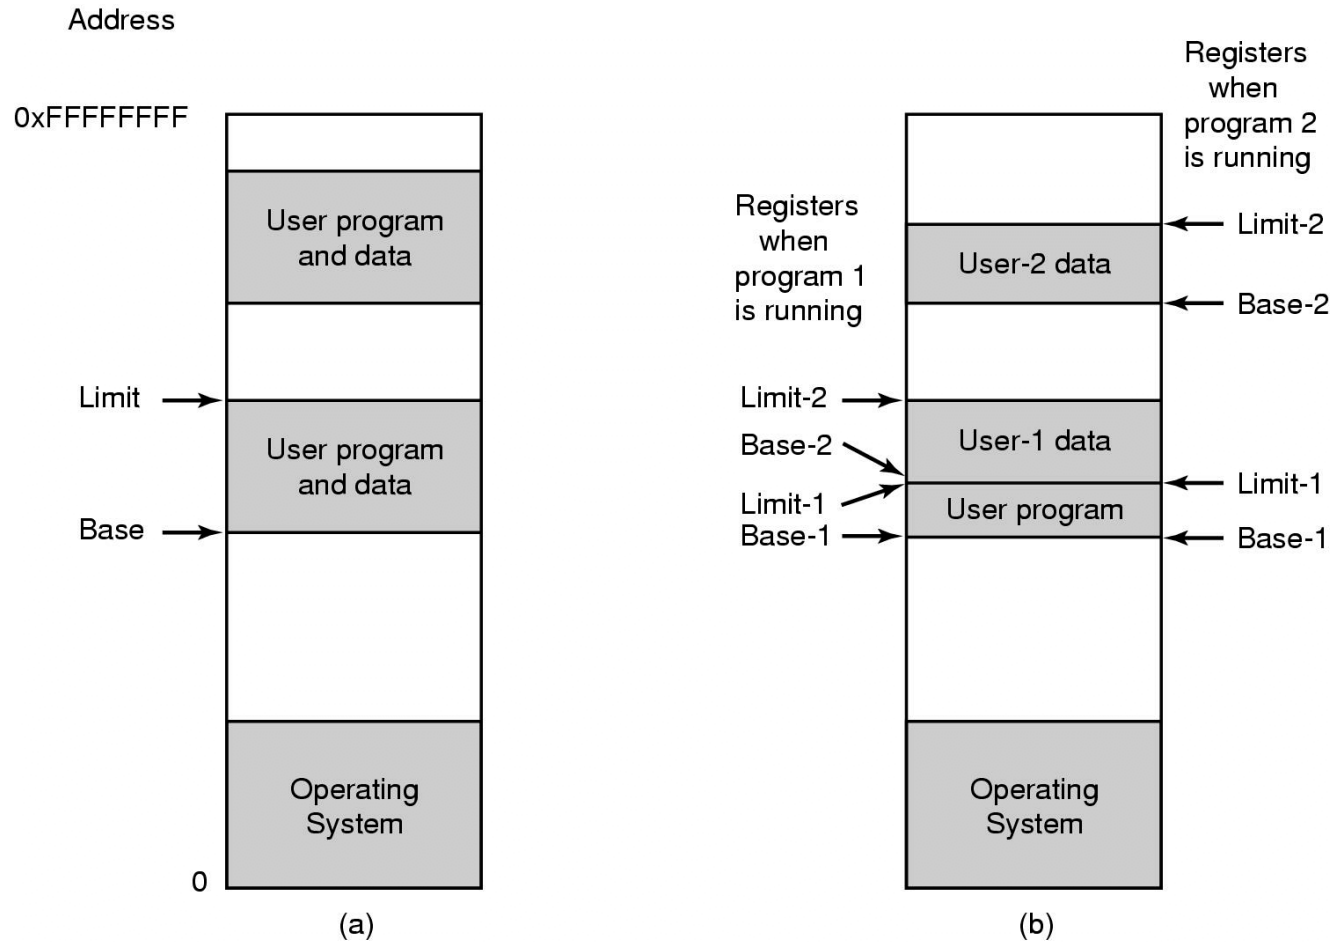 Address
0xFFFFFFFF
User program
and data
Limit
User program
and data
Base
Operating
System
0
(a)
Registers
when
program 1
is running
Limit-2
Base-2
Limit-1
Base-1
User-2 data
User-1 data
User program
Operating
System
Registers
when
program 2
is running
Limit-2
Base-2
Limit-1
Base-1
(b)